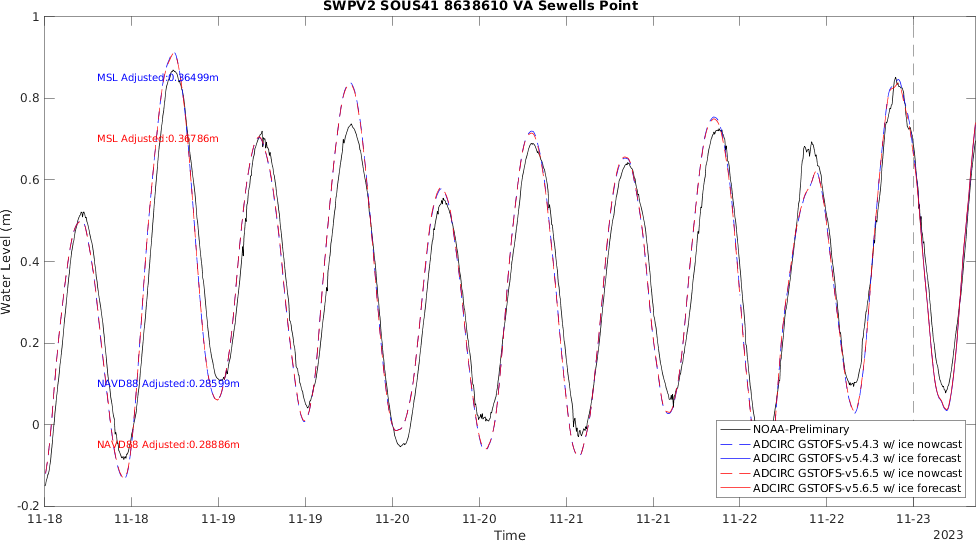 SWPV2 SOUS41 8638610 VA Sewells Point
1
0.8
0.6
0.4
0.2
0
-0.2
Water Level (m)
MSL Adjusted:0.36499m
MSL Adjusted:0.36786m
NAVD88 Adjusted:0.28599m
NAVD88 Adjusted:0.28886m
NOAA-Preliminary
ADCIRC GSTOFS-v5.4.3 w/ ice nowcast
ADCIRC GSTOFS-v5.4.3 w/ ice forecast
ADCIRC GSTOFS-v5.6.5 w/ ice nowcast
ADCIRC GSTOFS-v5.6.5 w/ ice forecast
11-18 11-18 11-19 11-19 11-20 11-20 11-21 11-21 11-22 11-22 11-23
Time
2023